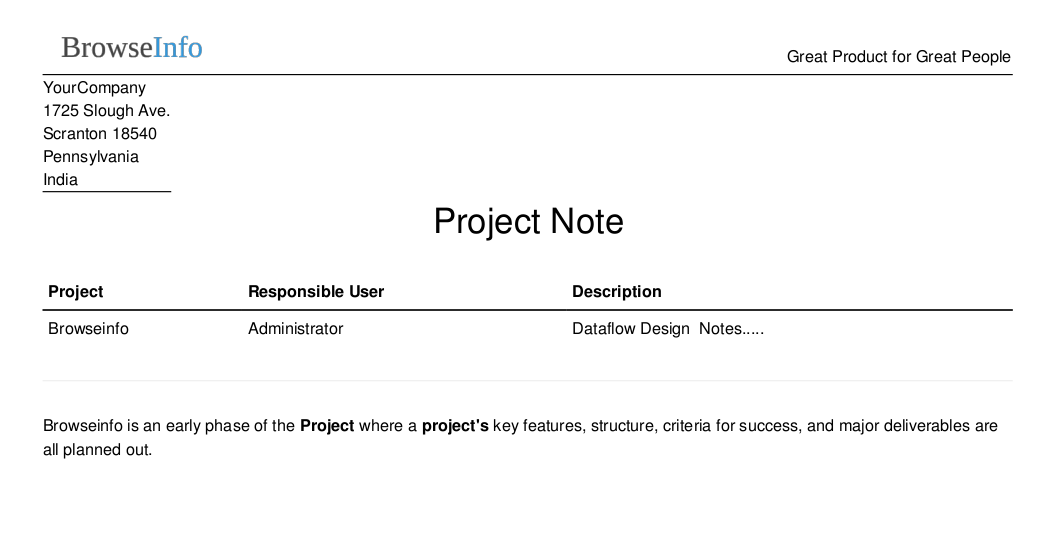 BrowseInfo
Great Product for Great People
YourCompany
1725 Slough Ave.
Scranton 18540
Pennsylvania
India
Project Note
Project Responsible User Description
Browseinfo Administrator Dataflow Design  Notes.....
Browseinfo is an early phase of the Project where a project's key features, structure, criteria for success, and major deliverables are
all planned out.